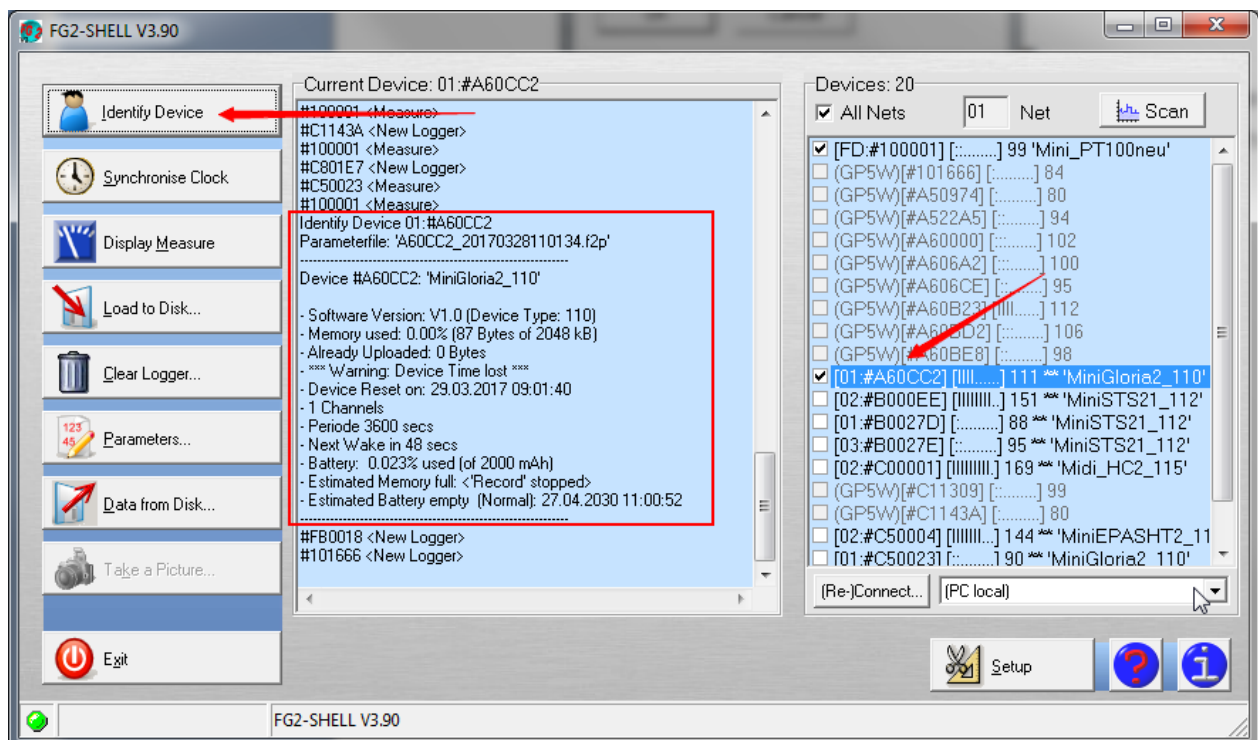 FG2-SHELL V3.90
Identify Device
Synchronise Clock
Display Measure
Load to Disk...
Clear Logger...
123
45
Parameters...
Data from Disk...
Take a Picture...
Exit
Current Device: 01:#A60CC2
#100001 <Measure>
#C1143A <New Logger>
#100001 <Measure>
#C801E7 <New Logger>
#C50023 <Measure>
#100001 <Measure>
Identify Device 01:#A60CC2
Parameterfile: 'A60CC2_20170328110134.f2p'
Device #A60CC2: 'MiniGloria2_110'
- Software Version: V1.0 (Device Type: 110)
- Memory used: 0.00% (87 Bytes of 2048 kB)
- Already Uploaded: 0 Bytes
- *** Warning: Device Time lost ***
- Device Reset on: 29.03.2017 09:01:40
- 1 Channels
- Periode 3600 secs
- Next Wake in 48 secs
- Battery: 0.023% used (of 2000 mAh)
- Estimated Memory full: <'Record' stopped>
- Estimated Battery empty (Normal): 27.04.2030 11:00:52
#FB0018 <New Logger>
#101666 <New Logger>
Devices: 20
All Nets 01 Net Scan
[FD:#100001] [::........] 99 'Mini_PT100neu'
(GP5W)[#101666] [:.........] 84
(GP5W)[#A50974] [:.........] 80
(GP5W)[#A522A5] [::........] 94
(GP5W)[#A60000] [:.........] 102
(GP5W)[#A606A2] [:::.......] 100
(GP5W)[#A606CE] [::........] 95
(GP5W)[#A60B23] [||||......] 112
(GP5W)[#A60BD2] [:::.......] 106
(GP5W)[#A60BE8] [::........] 98
[01:#A60CC2] [||||......] 111 *** 'MiniGloria2_110'
[02:#B000EE] [||||||||..] 151 *** 'MiniSTS21_112'
[01:#B0027D] [:.........] 88 *** 'MiniSTS21_112'
[03:#B0027E] [::........] 95 *** 'MiniSTS21_112'
[02:#C00001] [|||||||||.] 169 *** 'Midi_HC2_115'
(GP5W)[#C11309] [::........] 99
(GP5W)[#C1143A] [:.........] 80
[02:#C50004] [|||||||...] 144 *** 'MiniEPASHT2_11
[01:#C50023] [::........] 90 *** 'MiniGloria2_110'
(Re-)Connect... (PC local)
Setup
?
i
FG2-SHELL V3.90